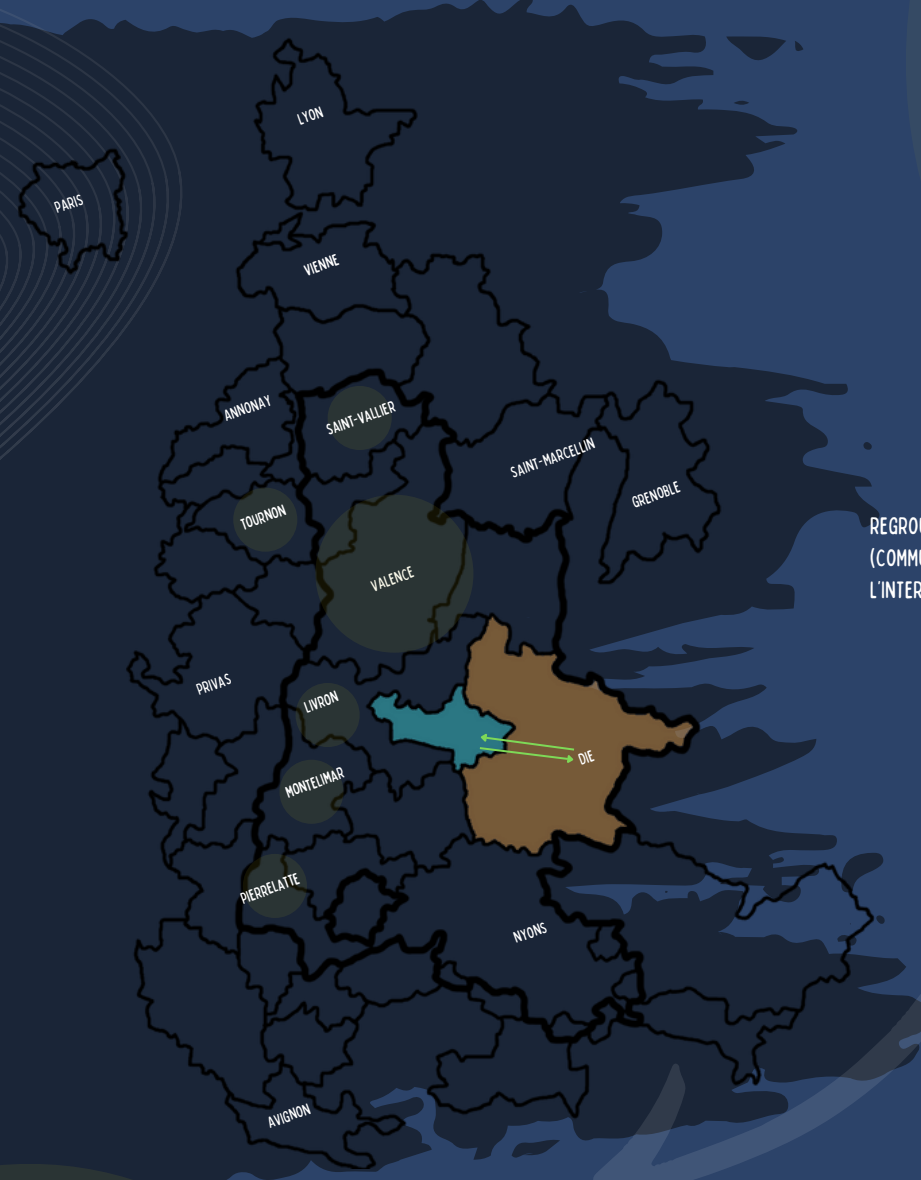 LYON
PARIS
VIENNE
ANNONAY
SAINT-VALLIER
SAINT-MARCELLIN
GRENOBLE
TOURNON
VALENCE
PRIVAS
LIVRON
DIE
MONTELIMAR
PIERRELATTE
NYONS
AVIGNON
REGROU
(COMMU
L'INTER